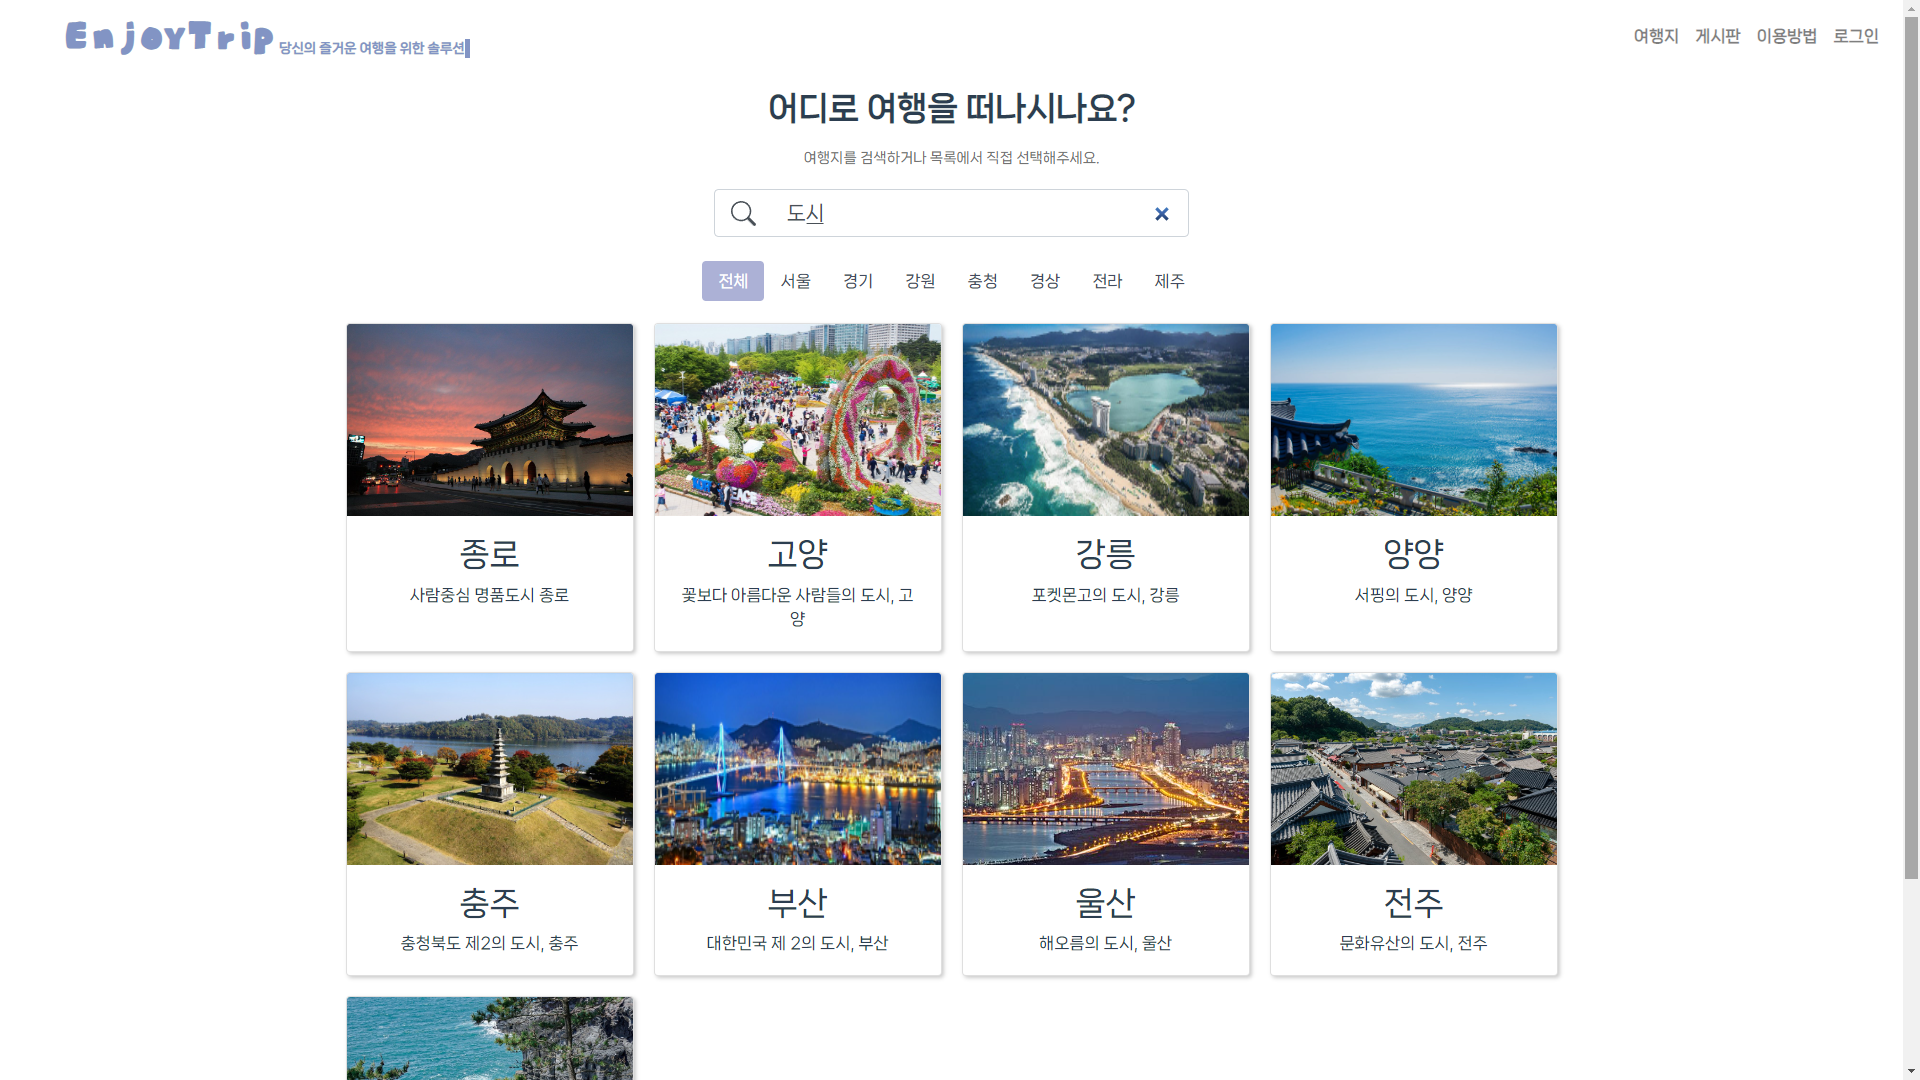 EnjoyTrip 당신의 즐거운 여행을 위한 솔루션
여행지 게시판 이용방법 로그인
어디로 여행을 떠나시나요?
여행지를 검색하거나 목록에서 직접 선택해주세요.
도시
전체 서울 경기 강원 충청 경상 전라 제주
종로
사람중심 명품도시 종로
고양
꽃보다 아름다운 사람들의 도시, 고
양
강릉
포켓몬고의 도시, 강릉
양양
서핑의 도시, 양양
충주
충청북도 제2의 도시, 충주
부산
대한민국 제 2의 도시, 부산
울산
해오름의 도시, 울산
전주
문화유산의 도시, 전주